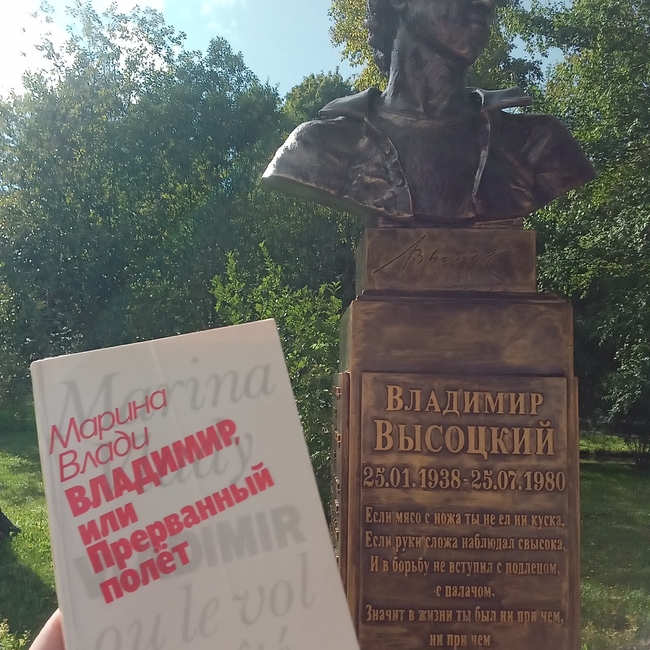 Marina
Vlady
VLADIMIR
ou le vol
Марина
Влади
ВЛАДИМИР,
или
Прерванный
полёт
ВЛАДИМИР
ВЫСОЦКИЙ
25.01.1938-25.07.1980
Если мясо с ножа ты не ел ни куска,
Если руки сложа наблюдал свысока,
И в борьбу не вступил с подлецом,
с палачом.
Значит в жизни ты был ни при чем,
ни при чем